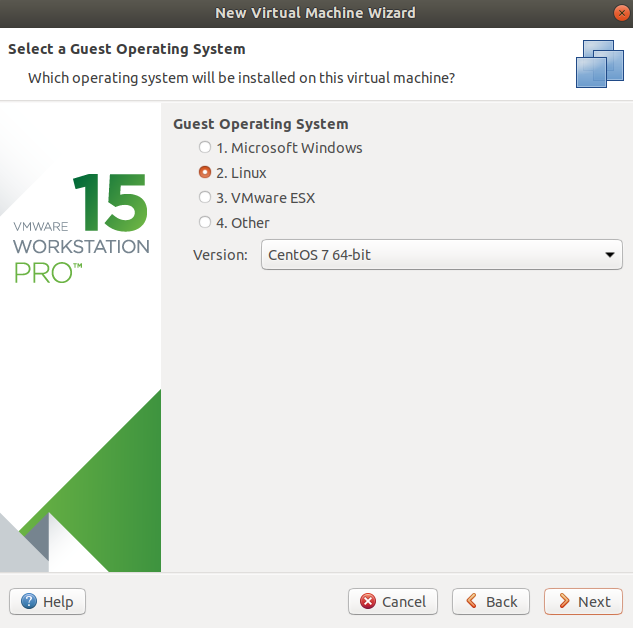 New Virtual Machine Wizard
Select a Guest Operating System
Which operating system will be installed on this virtual machine?
15
VMWARE
WORKSTATION
PRO™
Guest Operating System
1. Microsoft Windows
2. Linux
3. VMware ESX
4. Other
Version: CentOS 7 64-bit
Help Cancel Back Next